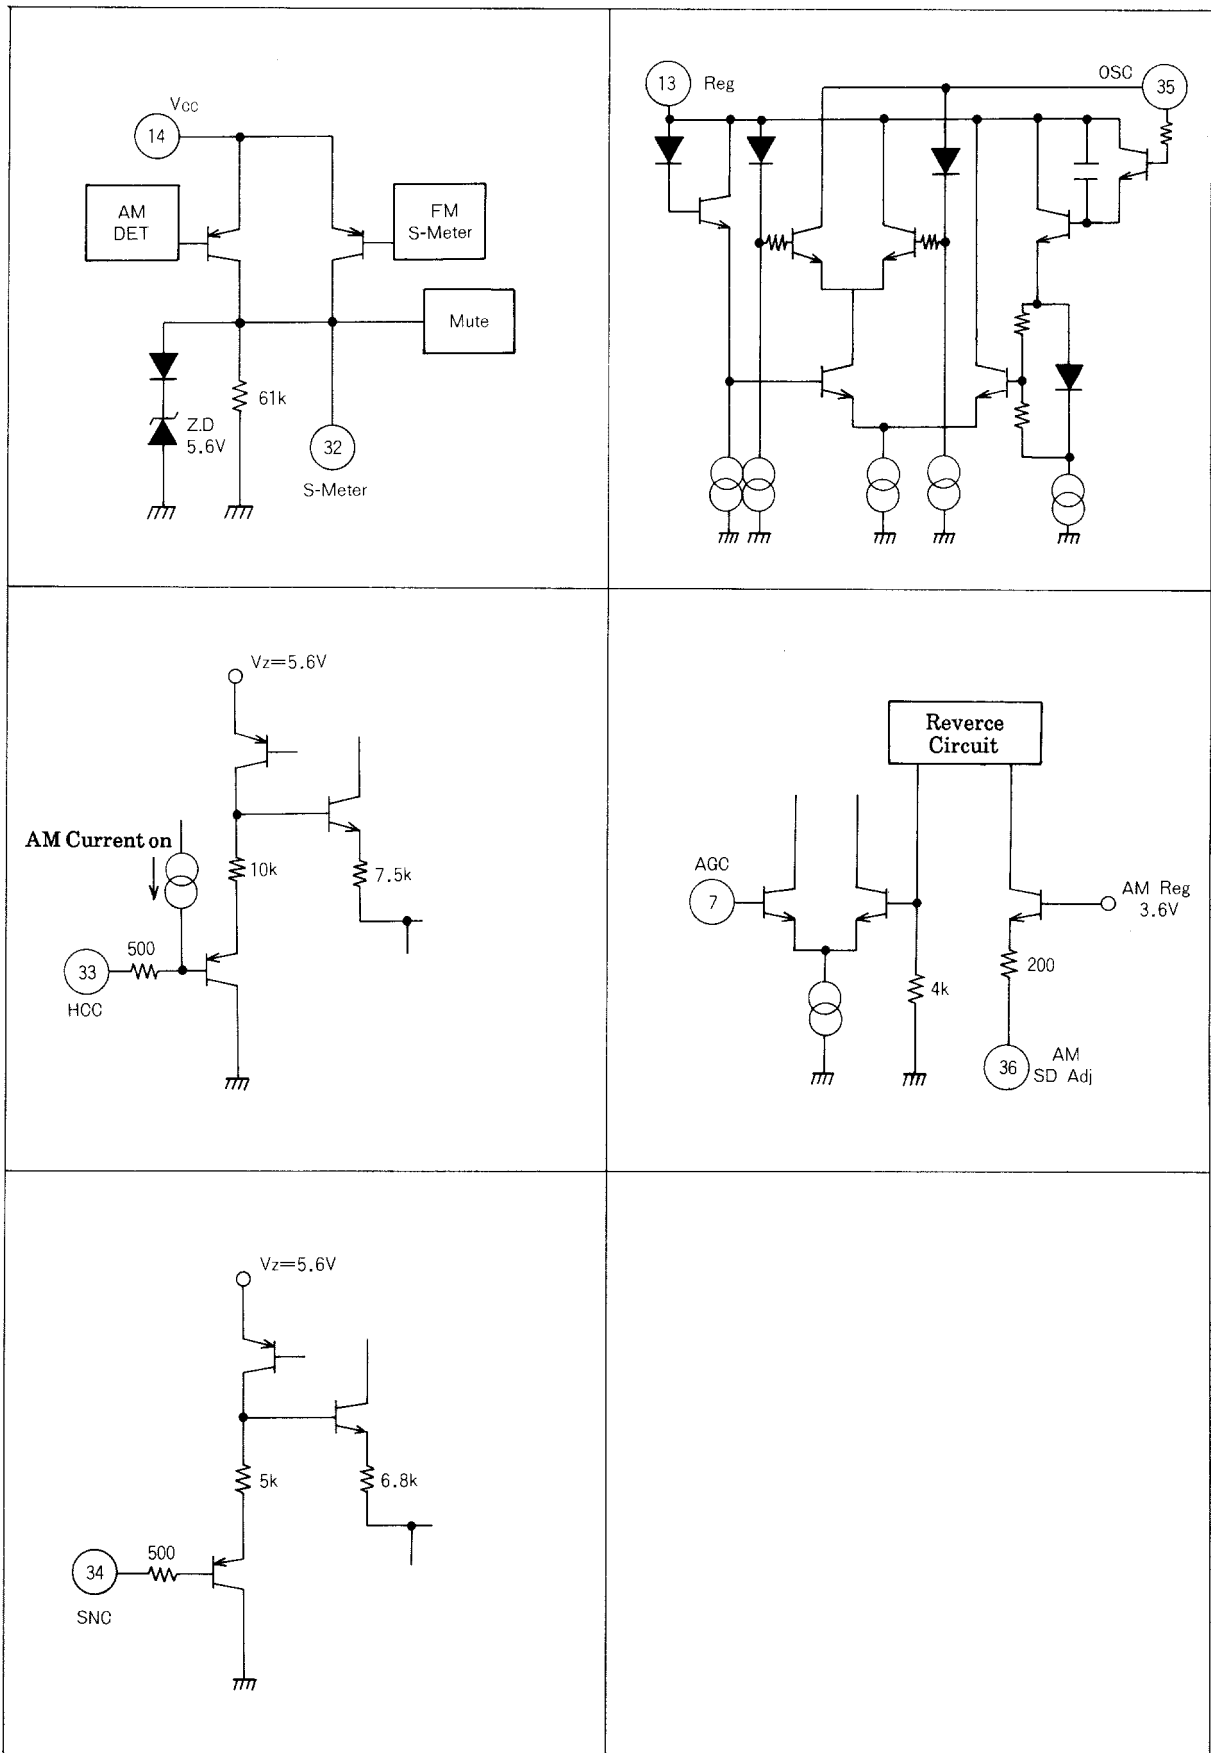 Vcc
14
AM
DET
FM
S-Meter
Mute
61k
Z.D
5.6V
32
S-Meter
13
Reg
OSC
35
Vz=5.6V
AM Current on
10k
7.5k
500
33
HCC
Reverce
Circuit
AGC
7
AM Reg
3.6V
200
4k
36
AM
SD Adj
Vz=5.6V
5k
6.8k
500
34
SNC